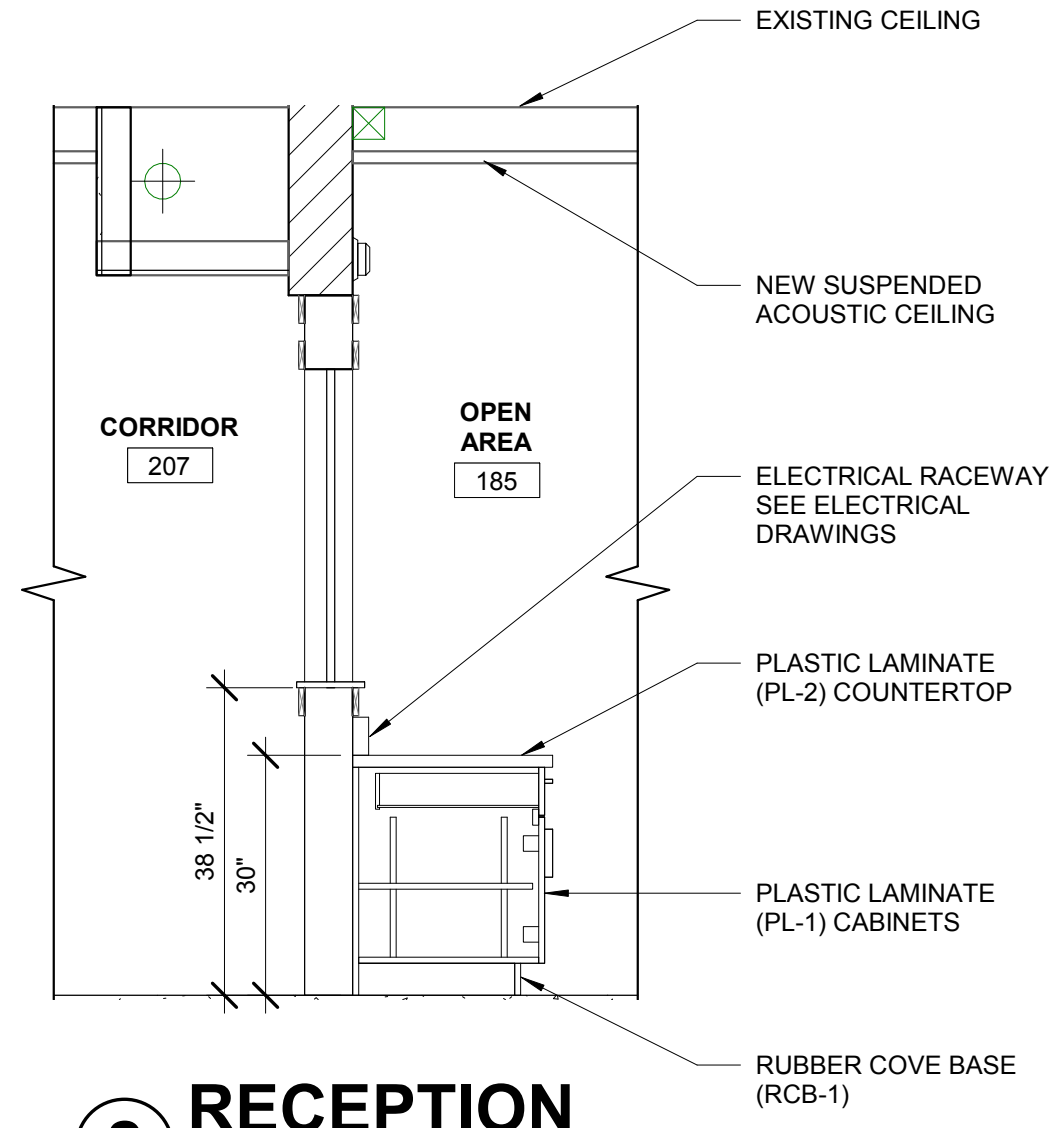 EXISTING CEILING
NEW SUSPENDED
ACOUSTIC CEILING
CORRIDOR
207
OPEN
AREA
185
ELECTRICAL RACEWAY
SEE ELECTRICAL
DRAWINGS
PLASTIC LAMINATE
(PL-2) COUNTERTOP
38 1/2"
30"
PLASTIC LAMINATE
(PL-1) CABINETS
RUBBER COVE BASE
(RCB-1)
RECEPTION